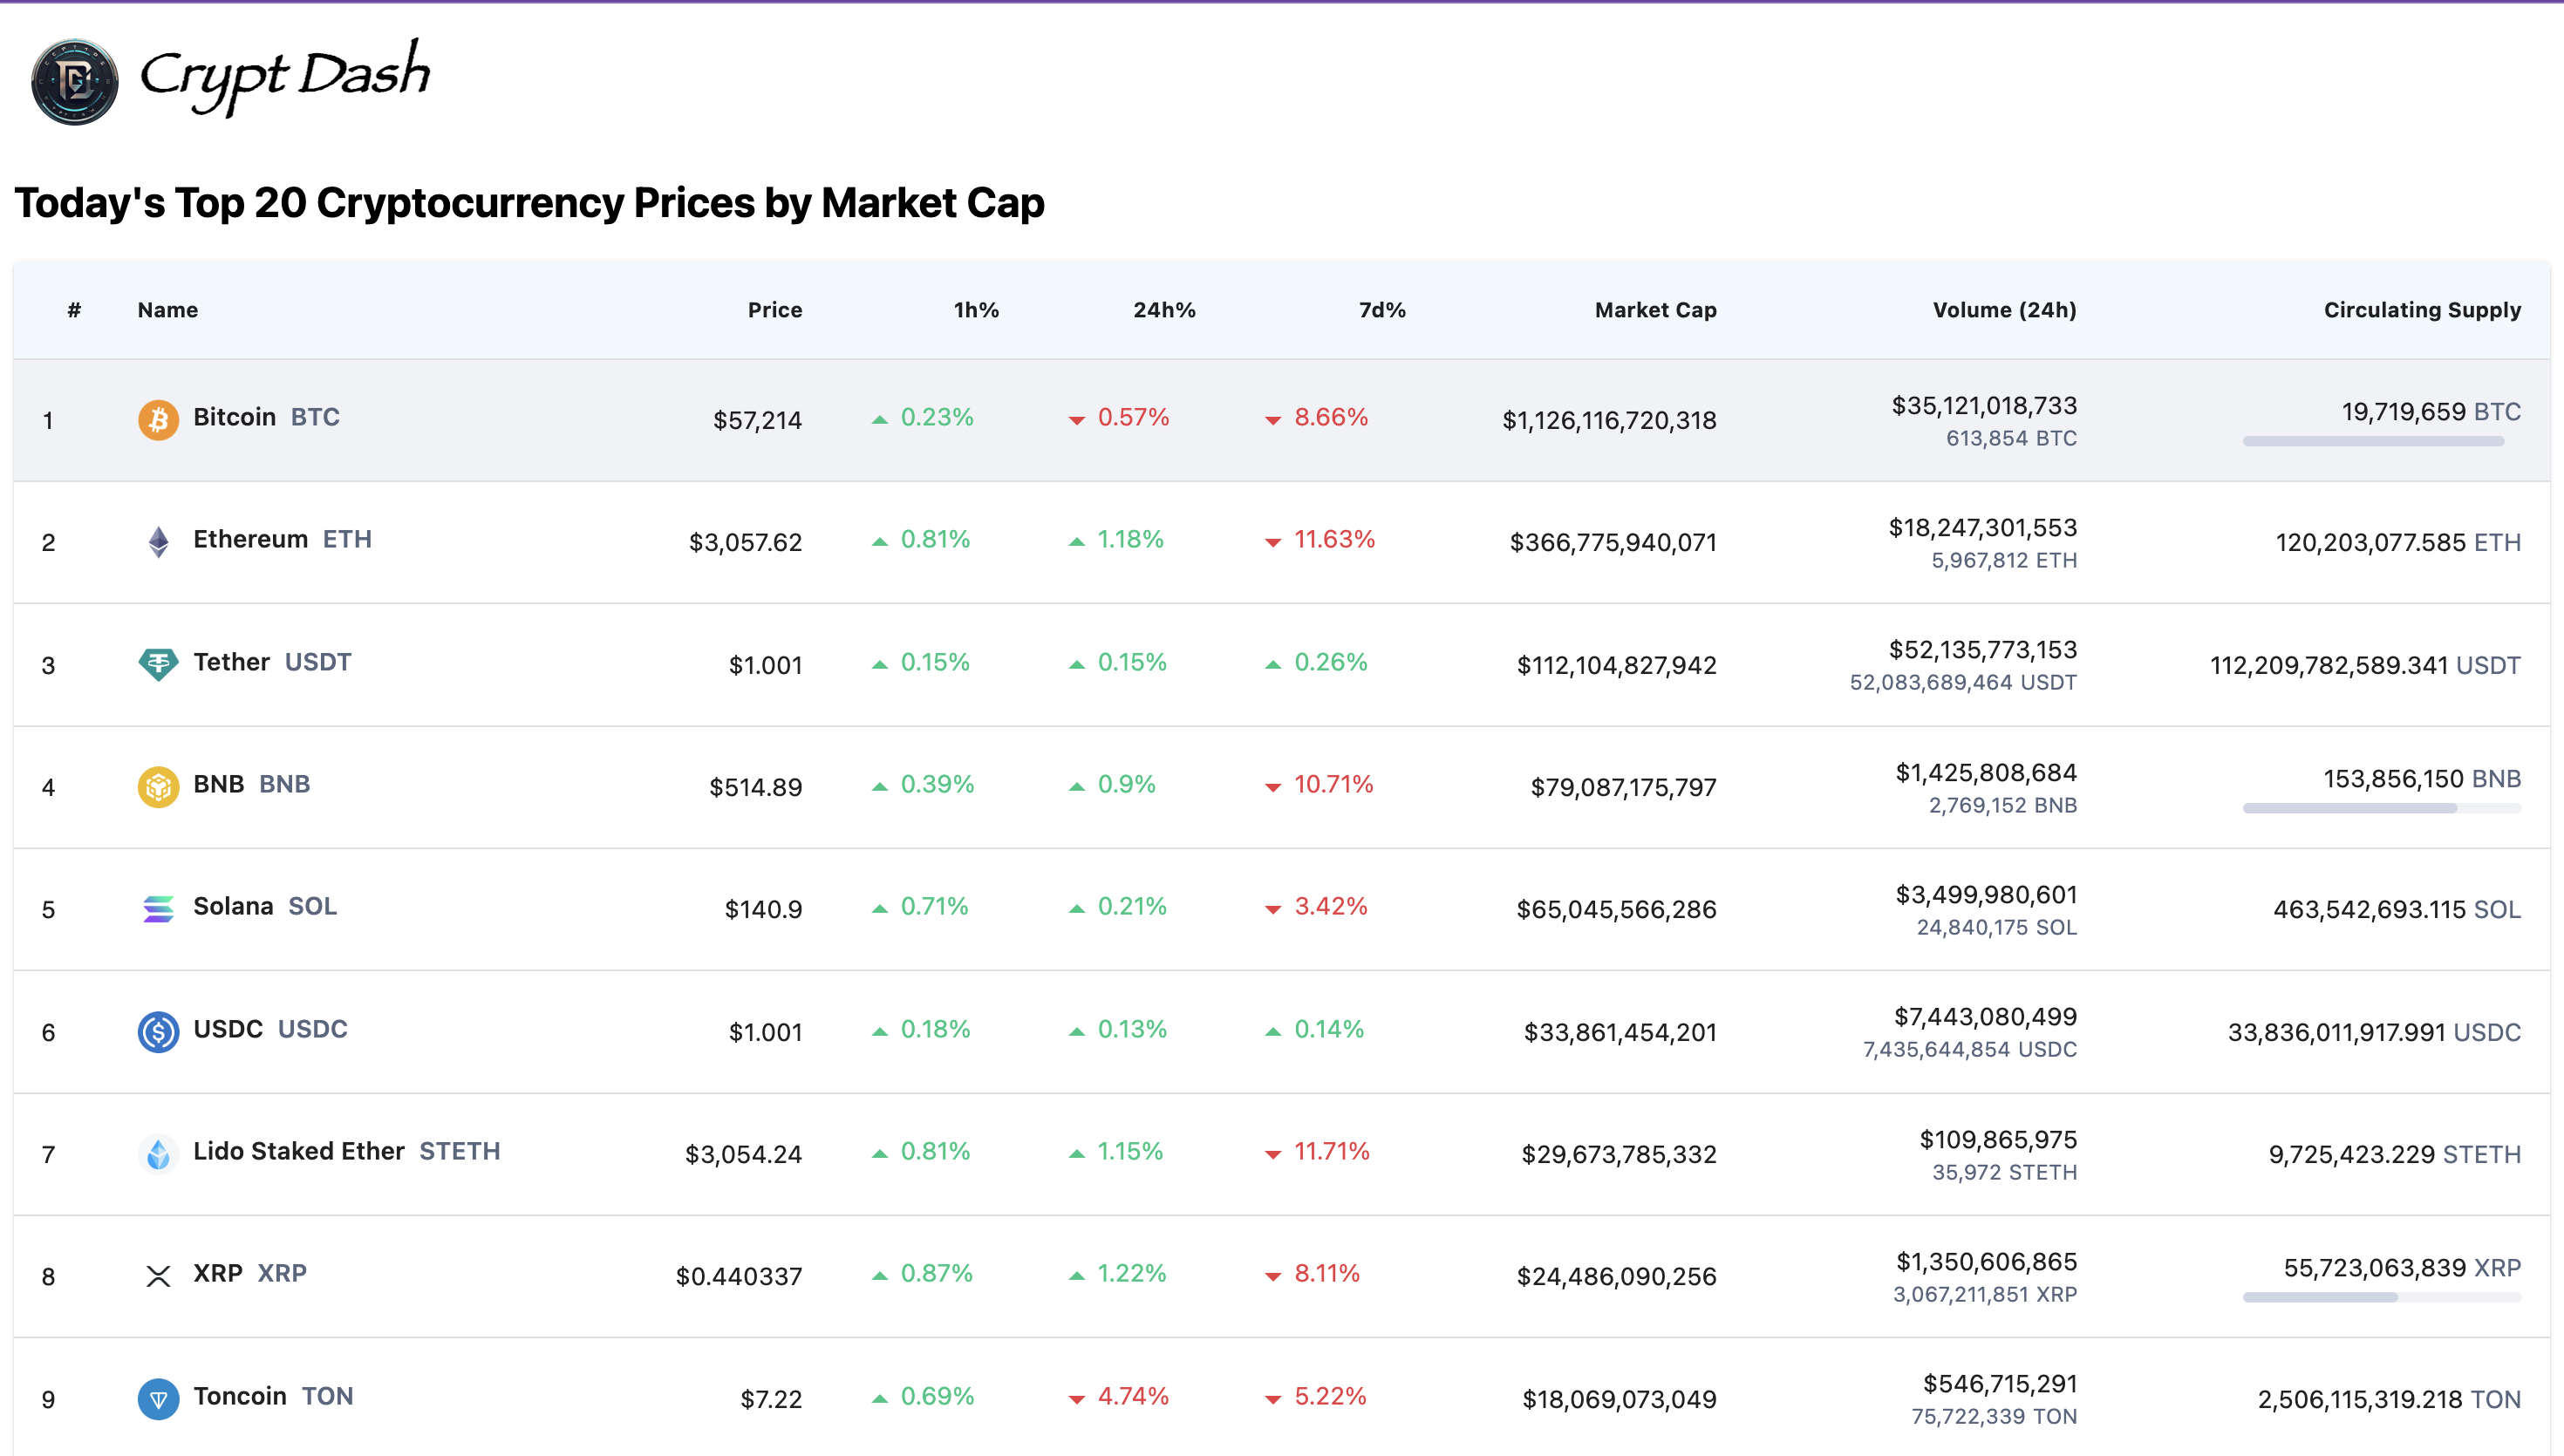 Crypt Dash
Today's Top 20 Cryptocurrency Prices by Market Cap
# Name Price 1h% 24h% 7d% Market Cap Volume (24h) Circulating Supply
1 Bitcoin BTC $57,214 0.23% 0.57% 8.66% $1,126,116,720,318 $35,121,018,733 19,719,659 BTC
613,854 BTC
2 Ethereum ETH $3,057.62 0.81% 1.18% 11.63% $366,775,940,071 $18,247,301,553 120,203,077.585 ETH
5,967,812 ETH
3 Tether USDT $1.001 0.15% 0.15% 0.26% $112,104,827,942 $52,135,773,153 112,209,782,589.341 USDT
52,083,689,464 USDT
4 BNB BNB $514.89 0.39% 0.9% 10.71% $79,087,175,797 $1,425,808,684 153,856,150 BNB
2,769,152 BNB
5 Solana SOL $140.9 0.71% 0.21% 3.42% $65,045,566,286 $3,499,980,601 463,542,693.115 SOL
24,840,175 SOL
6 USDC USDC $1.001 0.18% 0.13% 0.14% $33,861,454,201 $7,443,080,499 33,836,011,917.991 USDC
7,435,644,854 USDC
7 Lido Staked Ether STETH $3,054.24 0.81% 1.15% 11.71% $29,673,785,332 $109,865,975 9,725,423.229 STETH
35,972 STETH
8 XRP XRP $0.440337 0.87% 1.22% 8.11% $24,486,090,256 $1,350,606,865 55,723,063,839 XRP
3,067,211,851 XRP
9 Toncoin TON $7.22 0.69% 4.74% 5.22% $18,069,073,049 $546,715,291 2,506,115,319.218 TON
75,722,339 TON